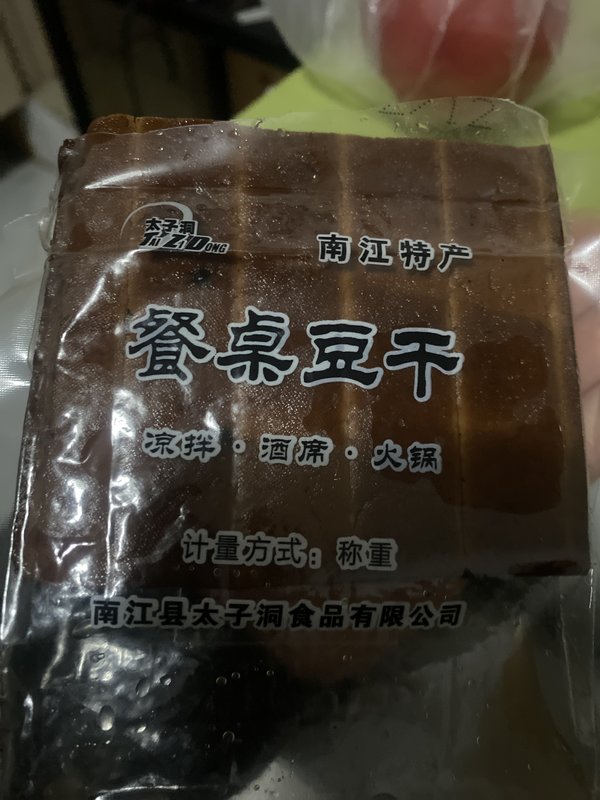 太子洞
TAIZIDONG
南江特产
餐桌豆干
凉拌·酒席·火锅
计量方式：称重
南江县太子洞食品有限公司